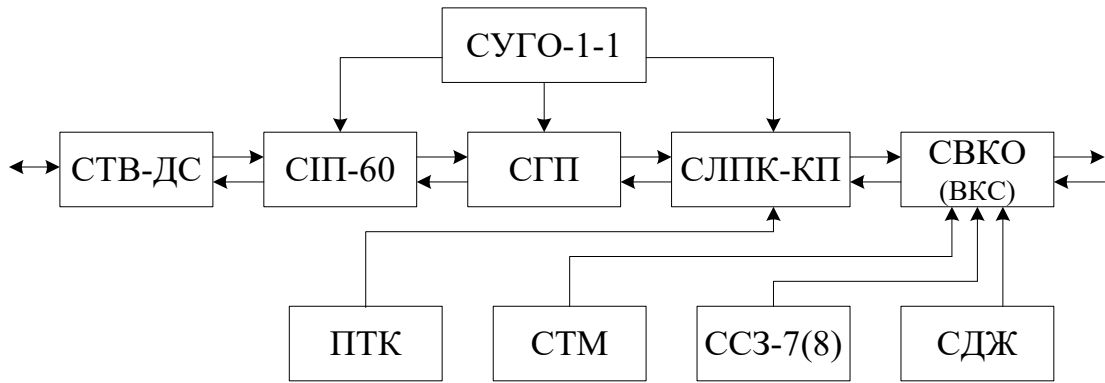 СУГО-1-1
СТВ-ДС
СІП-60
СГП
СЛПК-КП
СВКО
(ВКС)
ПТК
СТМ
ССЗ-7(8)
СДЖ